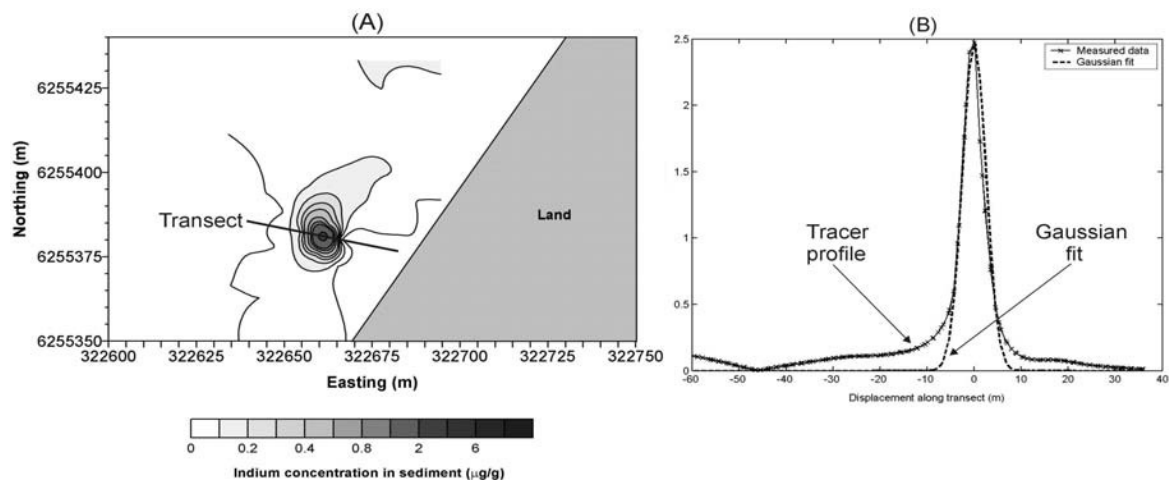 (A)
6255425
6255400
6255375
6255350
Northing (m)
Transect
Land
322600
322625
322650
322675
322700
322725
322750
Easting (m)
0
0.2
0.4
0.8
2
6
Indium concentration in sediment (µg/g)
(B)
2.5
2
1.5
1
0.5
0
Measured data
Gaussian fit
Tracer
profile
Gaussian
fit
-60
-50
-40
-30
-20
-10
0
10
20
30
40
Displacement along transect (m)